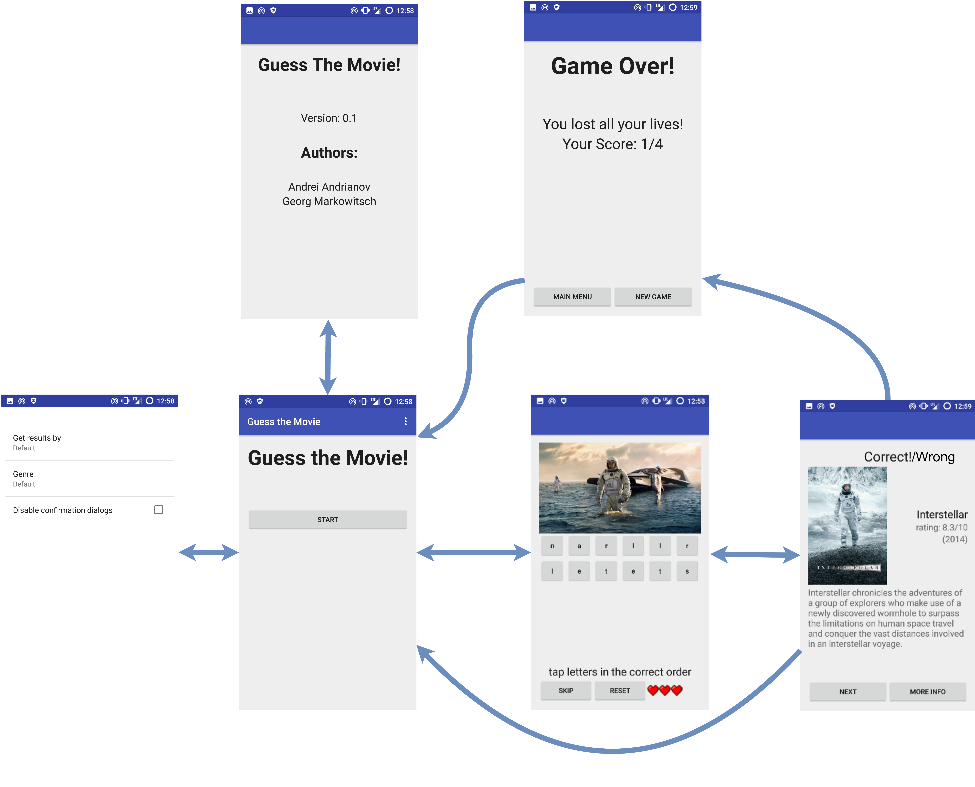 12:58
Guess The Movie!
Version: 0.1
Authors:
Andrei Andrianov
Georg Markowitsch
12:59
Game Over!
You lost all your lives!
Your Score: 1/4
MAIN MENU NEW GAME
12:58
Get results by
Default
Genre
Default
Disable confirmation dialogs
12:58
Guess the Movie
Guess the Movie!
START
12:58
n a r r
l e t e t s
tap letters in the correct order
SKIP RESET
12:59
Correct!/Wrong
INTERSTELLAR
Interstellar
rating: 8.3/10
(2014)
Interstellar chronicles the adventures of
a group of explorers who make use of a
newly discovered wormhole to surpass
the limitations on human space travel
and conquer the vast distances involved
in an interstellar voyage.
NEXT MORE INFO